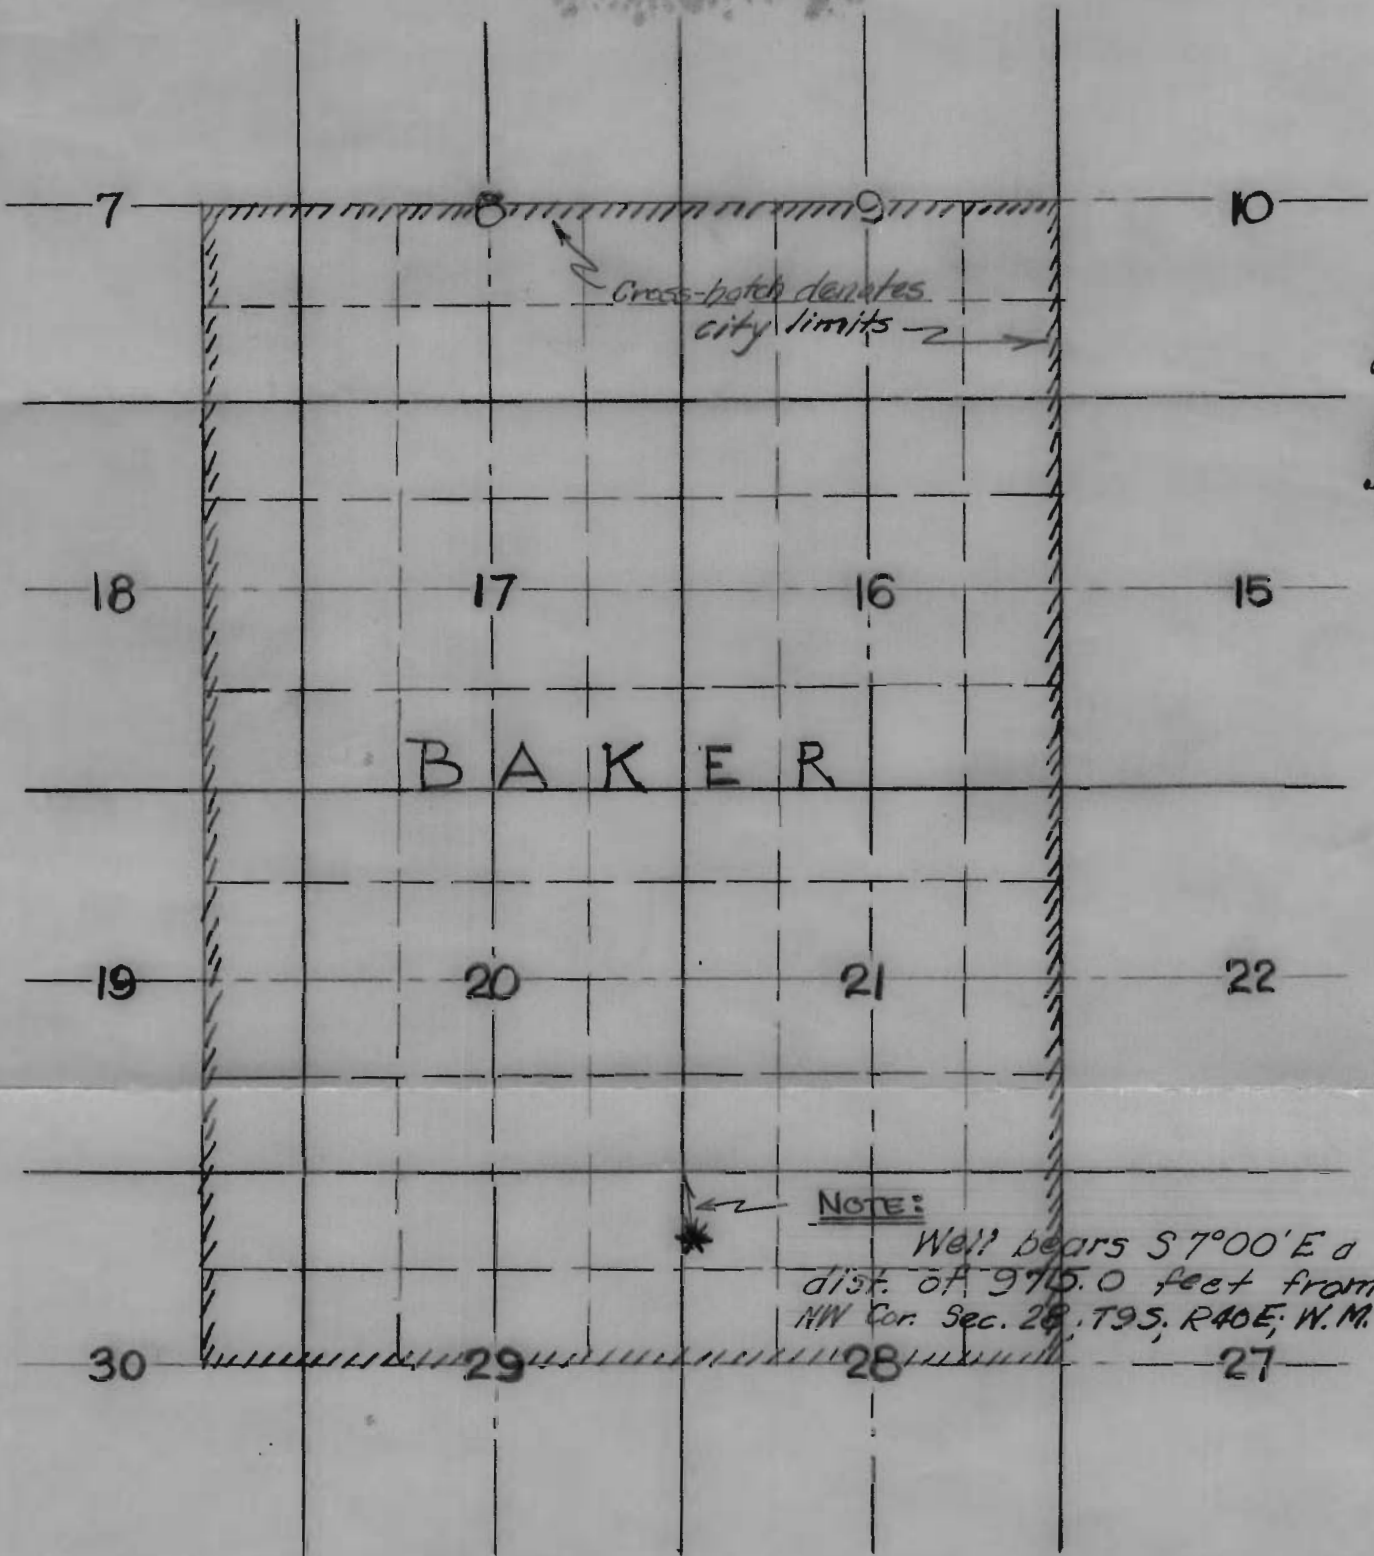 7 8 9 10
Cross-hatch denotes
city limits
18 17 16 15
BAKER
19 20 21 22
NOTE:
Well bears S 7°00' E a
dist. of 975.0 feet from
NW Cor. Sec. 28, T9S, R40E, W.M.
30 29 28 27